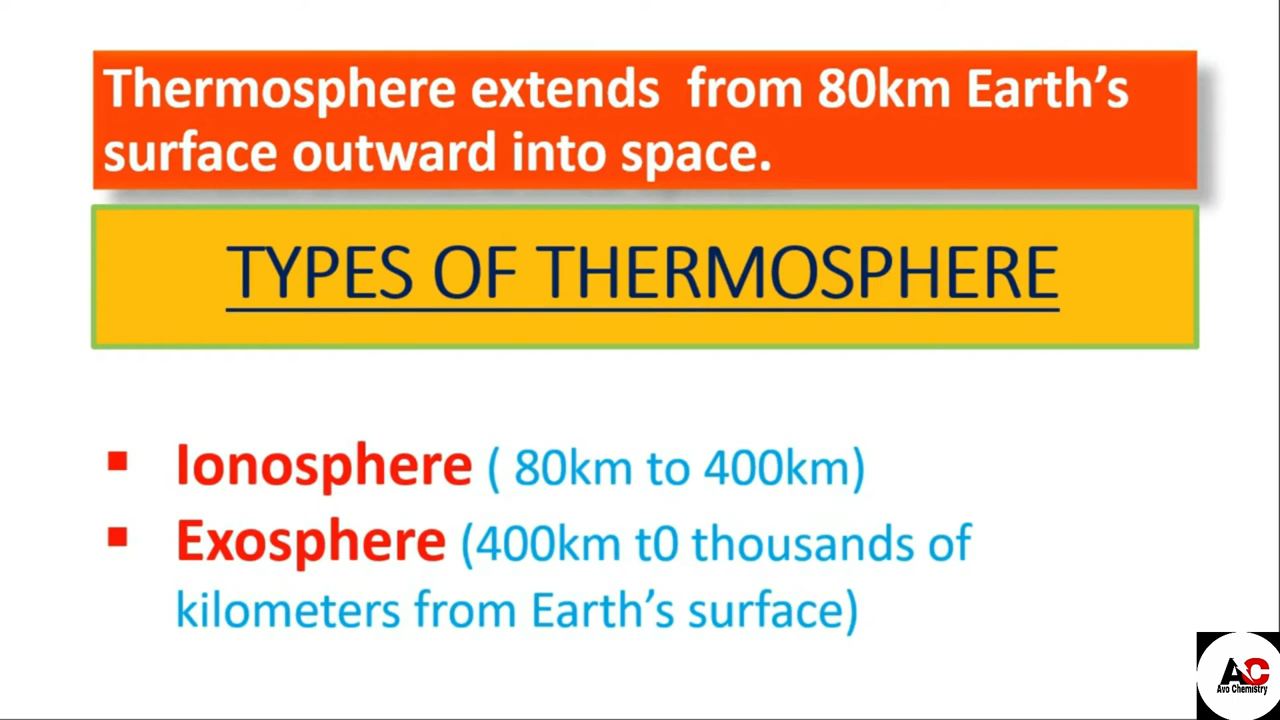 Thermosphere extends from 80km Earth’s
surface outward into space.
TYPES OF THERMOSPHERE
▪ Ionosphere ( 80km to 400km)
▪ Exosphere (400km t0 thousands of
kilometers from Earth’s surface)
AC
Avo Chemistry